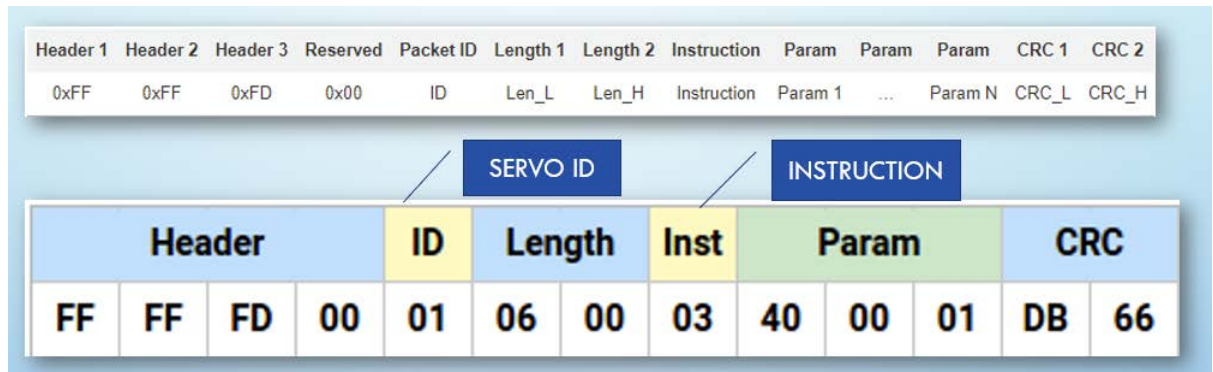 Header 1 Header 2 Header 3 Reserved Packet ID Length 1 Length 2 Instruction Param Param Param CRC 1 CRC 2
0xFF 0xFF 0xFD 0x00 ID Len_L Len_H Instruction Param 1 ... Param N CRC_L CRC_H
SERVO ID INSTRUCTION
Header ID Length Inst Param CRC
FF FF FD 00 01 06 00 03 40 00 01 DB 66